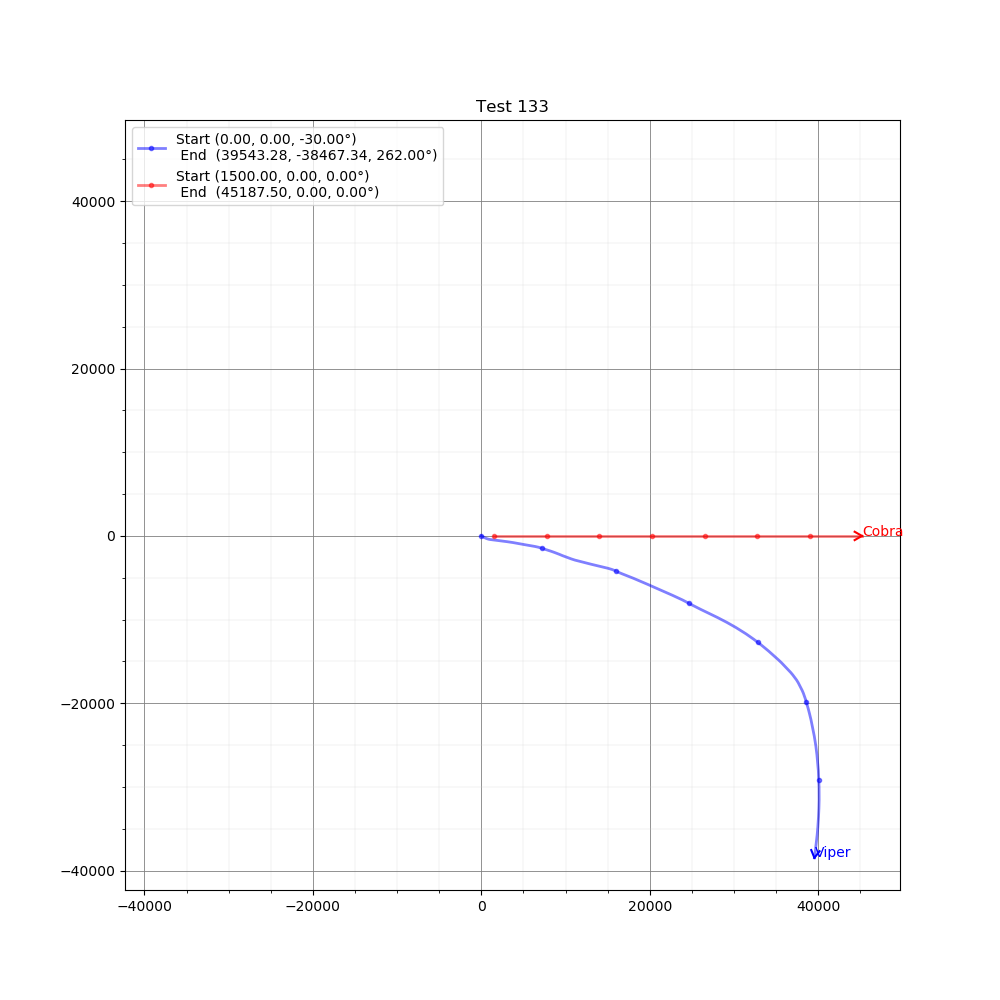 Test 133
Start (0.00, 0.00, -30.00°)
End (39543.28, -38467.34, 262.00°)
Start (1500.00, 0.00, 0.00°)
End (45187.50, 0.00, 0.00°)
40000
20000
0
−20000
−40000
Cobra
Viper
−40000
−20000
0
20000
40000